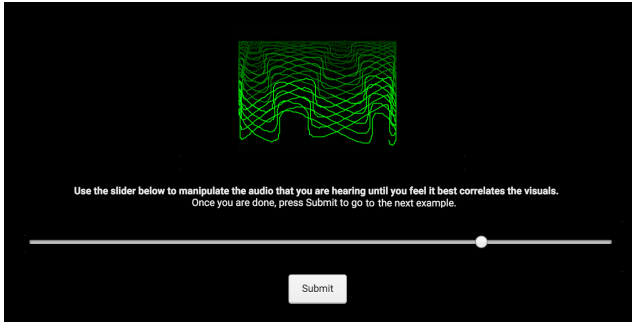 Use the slider below to manipulate the audio that you are hearing until you feel it best correlates the visuals.
Once you are done, press Submit to go to the next example.
Submit